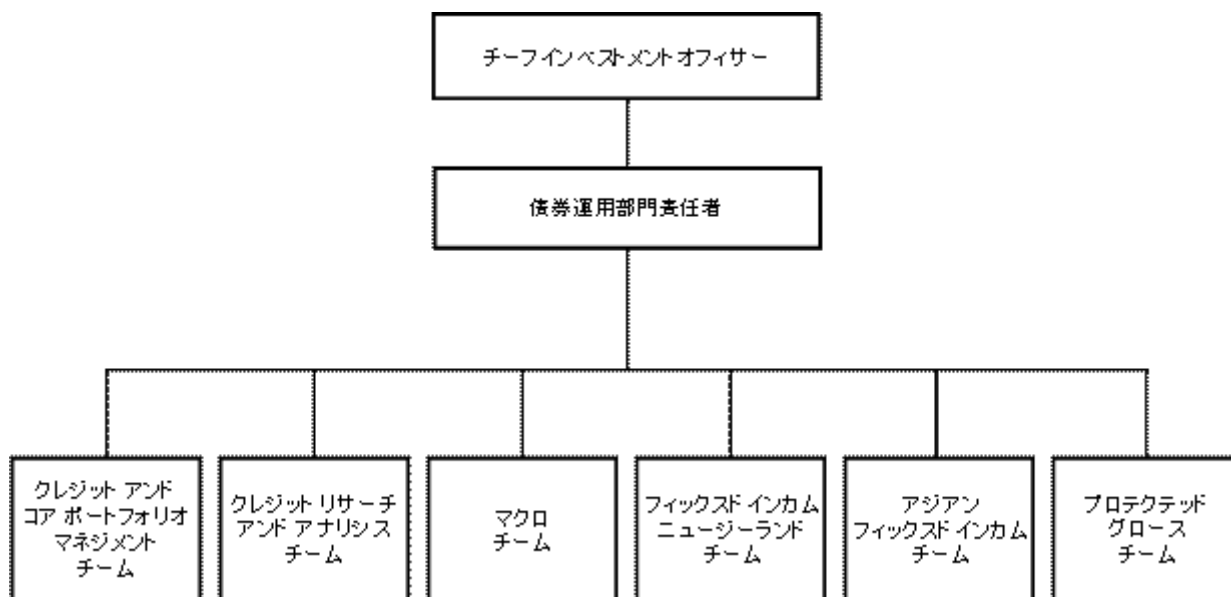 チーフインベストメントオフィサー
債券運用部門責任者
クレジット アンド
コア ポートフォリオ
マネジメント
チーム
クレジット リサーチ
アンド アナリシス
チーム
マクロ
チーム
フィックスド インカム
ニュージーランド
チーム
アジアン
フィックスド インカム
チーム
プロテクテッド
グロース
チーム